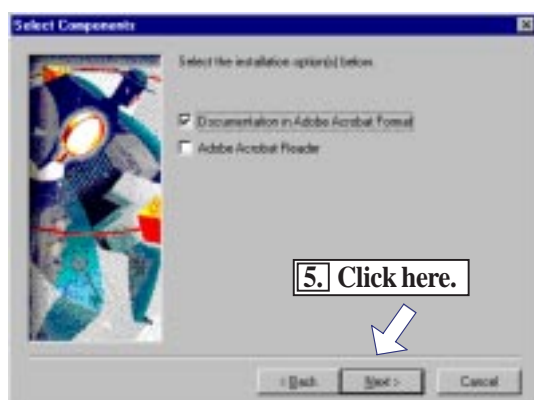 Select Components
Select the installation option(s) below.
Documentation in Adobe Acrobat Format
Adobe Acrobat Reader
5. Click here.
< Back
Next >
Cancel